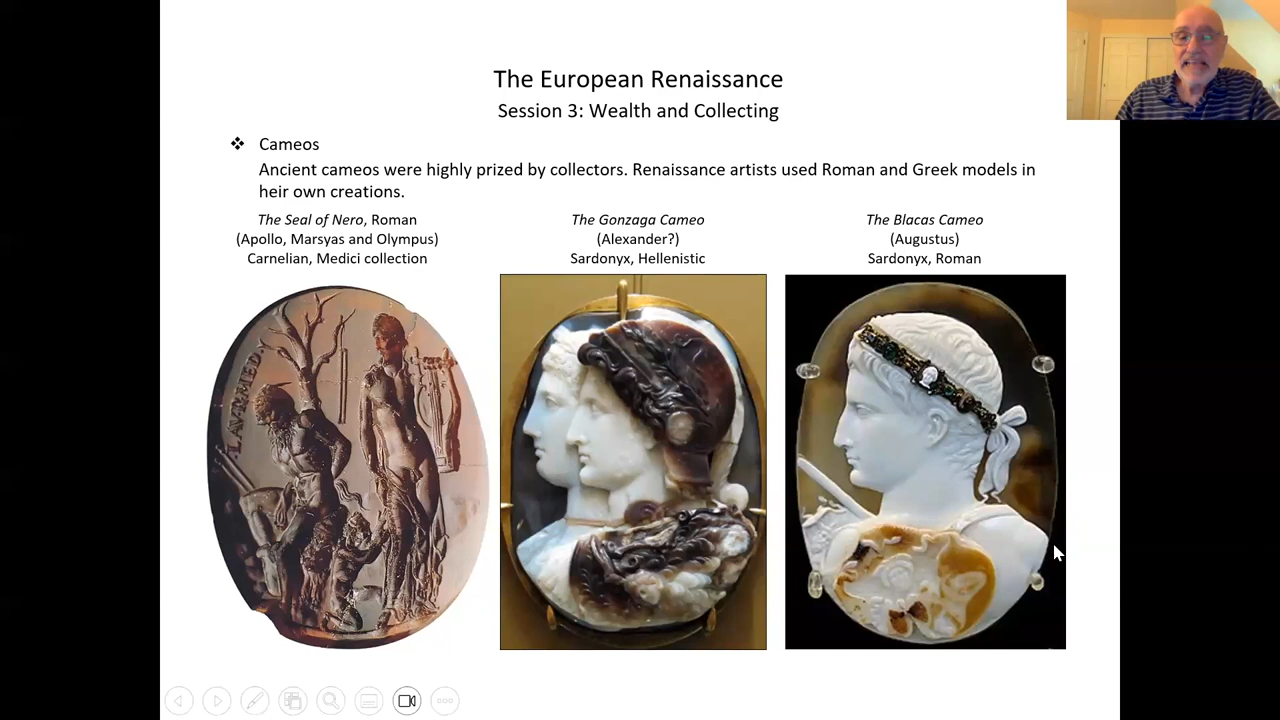 The European Renaissance
Session 3: Wealth and Collecting
❖ Cameos
Ancient cameos were highly prized by collectors. Renaissance artists used Roman and Greek models in
heir own creations.
The Seal of Nero, Roman
(Apollo, Marsyas and Olympus)
Carnelian, Medici collection
The Gonzaga Cameo
(Alexander?)
Sardonyx, Hellenistic
The Blacas Cameo
(Augustus)
Sardonyx, Roman
LAVR.MED.